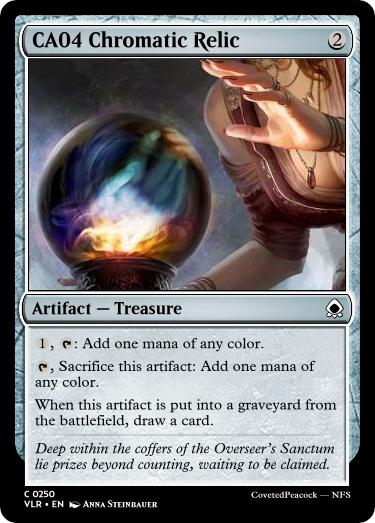 CA04 Chromatic Relic 2
Artifact — Treasure
1, T: Add one mana of any color.
T, Sacrifice this artifact: Add one mana of
any color.
When this artifact is put into a graveyard from
the battlefield, draw a card.
Deep within the coffers of the Overseer's Sanctum
lie prizes beyond counting, waiting to be claimed.
C 0250
VLR • EN Anna Steinbauer
CovetedPeacock — NFS